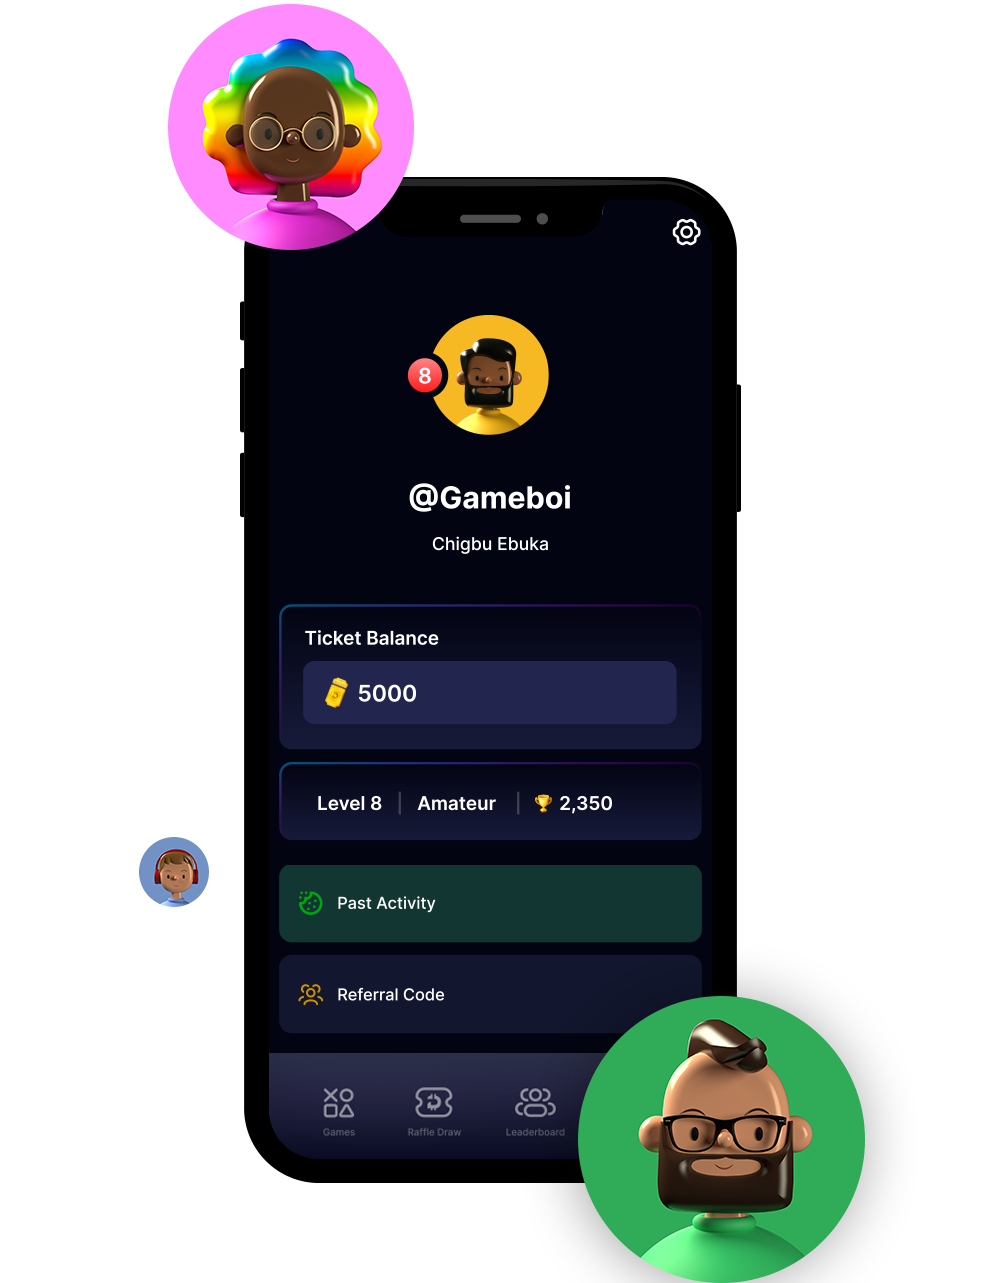 8
@Gameboi
Chigbu Ebuka
Ticket Balance
5000
Level 8 | Amateur | 2,350
Past Activity
Referral Code
Games Raffle Draw Leaderboard